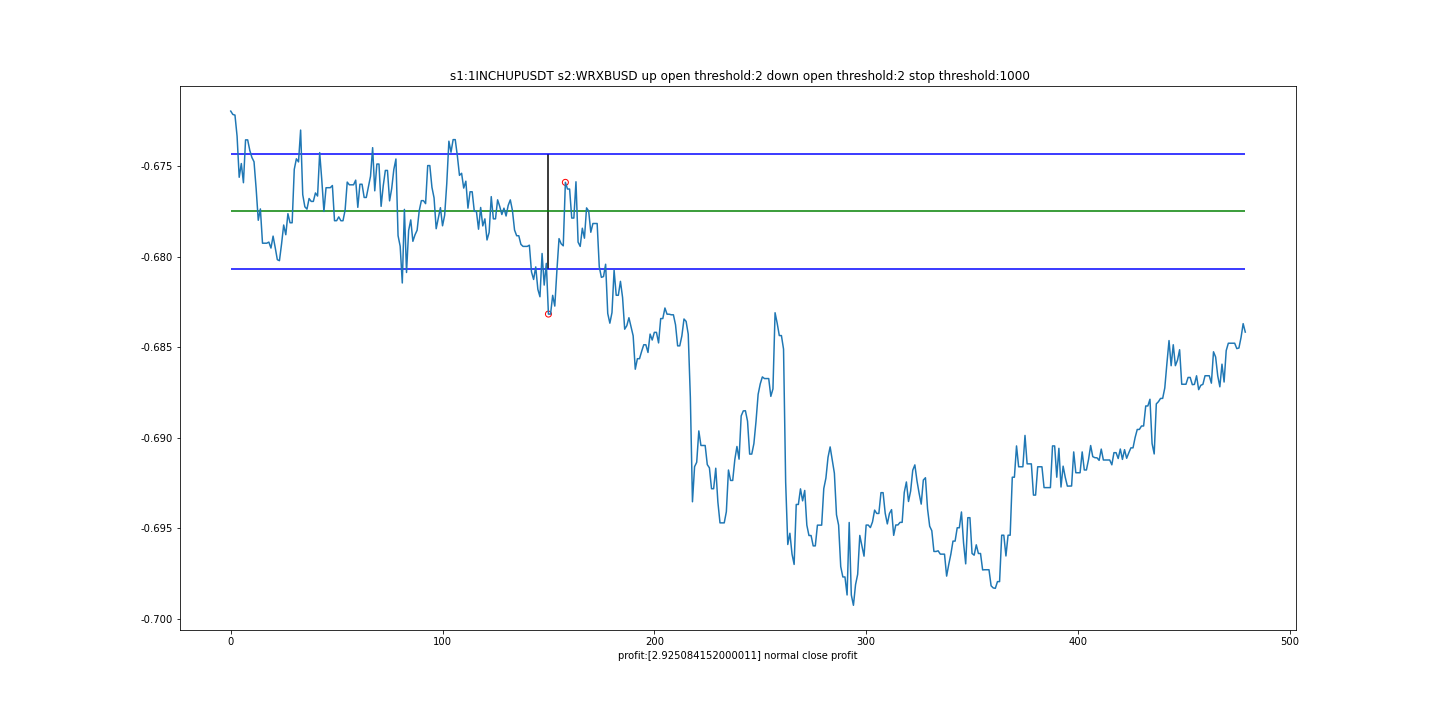 s1:1INCHUPUSDT s2:WRXBUSD up open threshold:2 down open threshold:2 stop threshold:1000
-0.675
-0.680
-0.685
-0.690
-0.695
-0.700
0 100 200 300 400 500
profit:[2.925084152000011] normal close profit